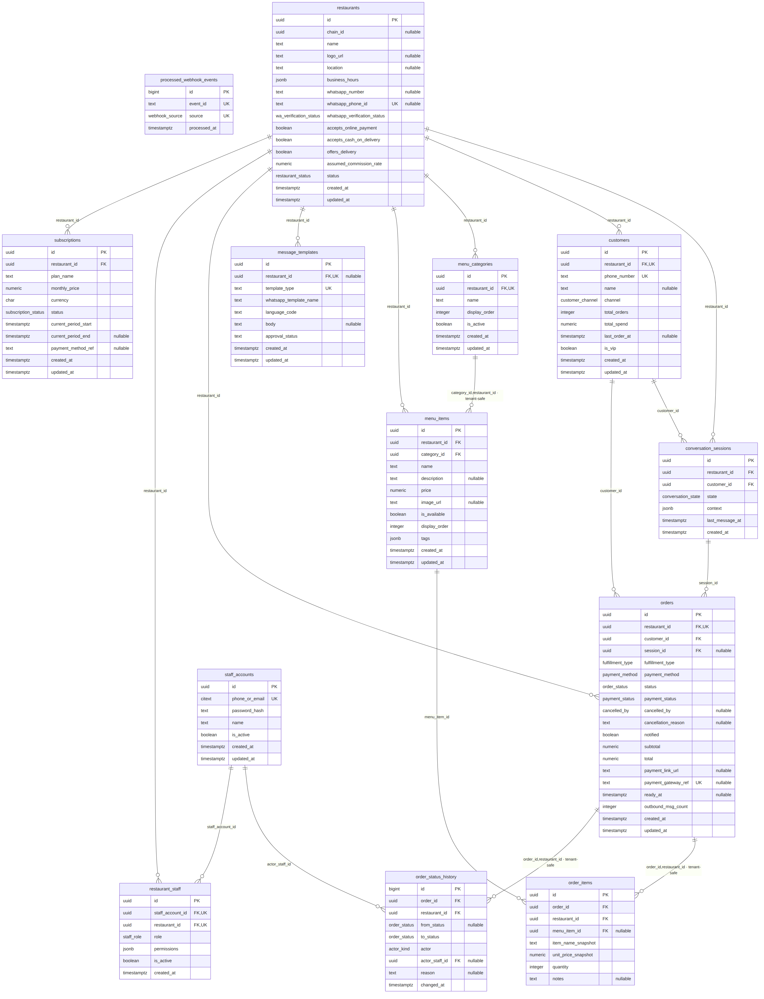 restaurants
uuid id PK
uuid chain_id nullable
text name
text logo_url nullable
text location nullable
jsonb business_hours
text whatsapp_number nullable
text whatsapp_phone_id UK nullable
wa_verification_status whatsapp_verification_status
boolean accepts_online_payment
boolean accepts_cash_on_delivery
boolean offers_delivery
numeric assumed_commission_rate
restaurant_status status
timestamptz created_at
timestamptz updated_at
processed_webhook_events
bigint id PK
text event_id UK
webhook_source source UK
timestamptz processed_at
restaurant_id
restaurant_id
restaurant_id
restaurant_id
subscriptions
uuid id PK
uuid restaurant_id FK
text plan_name
numeric monthly_price
char currency
subscription_status status
timestamptz current_period_start
timestamptz current_period_end nullable
text payment_method_ref nullable
timestamptz created_at
timestamptz updated_at
message_templates
uuid id PK
uuid restaurant_id FK,UK nullable
text template_type UK
text whatsapp_template_name
text language_code
text body nullable
text approval_status
timestamptz created_at
timestamptz updated_at
restaurant_id
menu_categories
uuid id PK
uuid restaurant_id FK,UK
text name
integer display_order
boolean is_active
timestamptz created_at
timestamptz updated_at
customers
uuid id PK
uuid restaurant_id FK,UK
text phone_number UK
text name nullable
customer_channel channel
integer total_orders
numeric total_spend
timestamptz last_order_at nullable
boolean is_vip
timestamptz created_at
timestamptz updated_at
restaurant_id
restaurant_id
category_id,restaurant_id ·
tenant-safe
customer_id
menu_items
uuid id PK
uuid restaurant_id FK
uuid category_id FK
text name
text description nullable
numeric price
text image_url nullable
boolean is_available
integer display_order
jsonb tags
timestamptz created_at
timestamptz updated_at
conversation_sessions
uuid id PK
uuid restaurant_id FK
uuid customer_id FK
conversation_state state
jsonb context
timestamptz last_message_at
timestamptz created_at
restaurant_id
customer_id
session_id
orders
uuid id PK
uuid restaurant_id FK,UK
uuid customer_id FK
uuid session_id FK nullable
fulfillment_type fulfillment_type
payment_method payment_method
order_status status
payment_status payment_status
cancelled_by cancelled_by nullable
text cancellation_reason nullable
boolean notified
numeric subtotal
numeric total
text payment_link_url nullable
text payment_gateway_ref UK nullable
timestamptz ready_at nullable
integer outbound_msg_count
timestamptz created_at
timestamptz updated_at
staff_accounts
uuid id PK
citext phone_or_email UK
text password_hash
text name
boolean is_active
timestamptz created_at
timestamptz updated_at
menu_item_id
staff_account_id
actor_staff_id
order_id,restaurant_id · tenant-
safe
order_id,restaurant_id · tenant-
safe
restaurant_staff
uuid id PK
uuid staff_account_id FK,UK
uuid restaurant_id FK,UK
staff_role role
jsonb permissions
boolean is_active
timestamptz created_at
order_status_history
bigint id PK
uuid order_id FK
uuid restaurant_id FK
order_status from_status nullable
order_status to_status
actor_kind actor
uuid actor_staff_id FK nullable
text reason nullable
timestamptz changed_at
order_items
uuid id PK
uuid order_id FK
uuid restaurant_id FK
uuid menu_item_id FK nullable
text item_name_snapshot
numeric unit_price_snapshot
integer quantity
text notes nullable